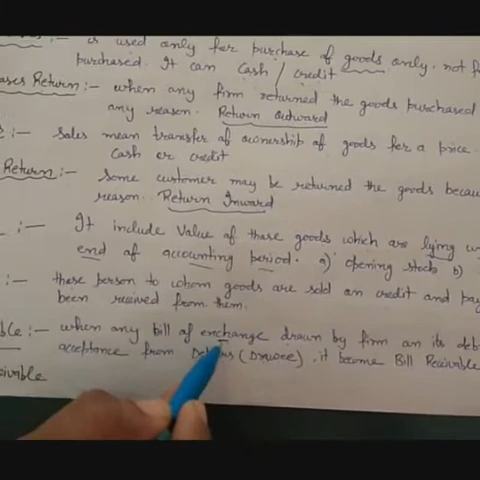 :- is used only for purchase of goods only. not
purchased. It can cash / credit
ases Return :- when any firm returned the goods purchased
any reason. Return outward
:- Sales mean transfer of ownership of goods for a price.
cash or credit
Return :- Some customer may be returned the goods becau
reason. Return Inward
:- It include value of those goods which are lying
end of accounting period. a) opening stock b)
:- these person to whom goods are sold on credit and pay
been received from them.
ble :- when any bill of exchange drawn by firm on its deb
acceptance from (Drawee), it become Bill Receivable
eivable